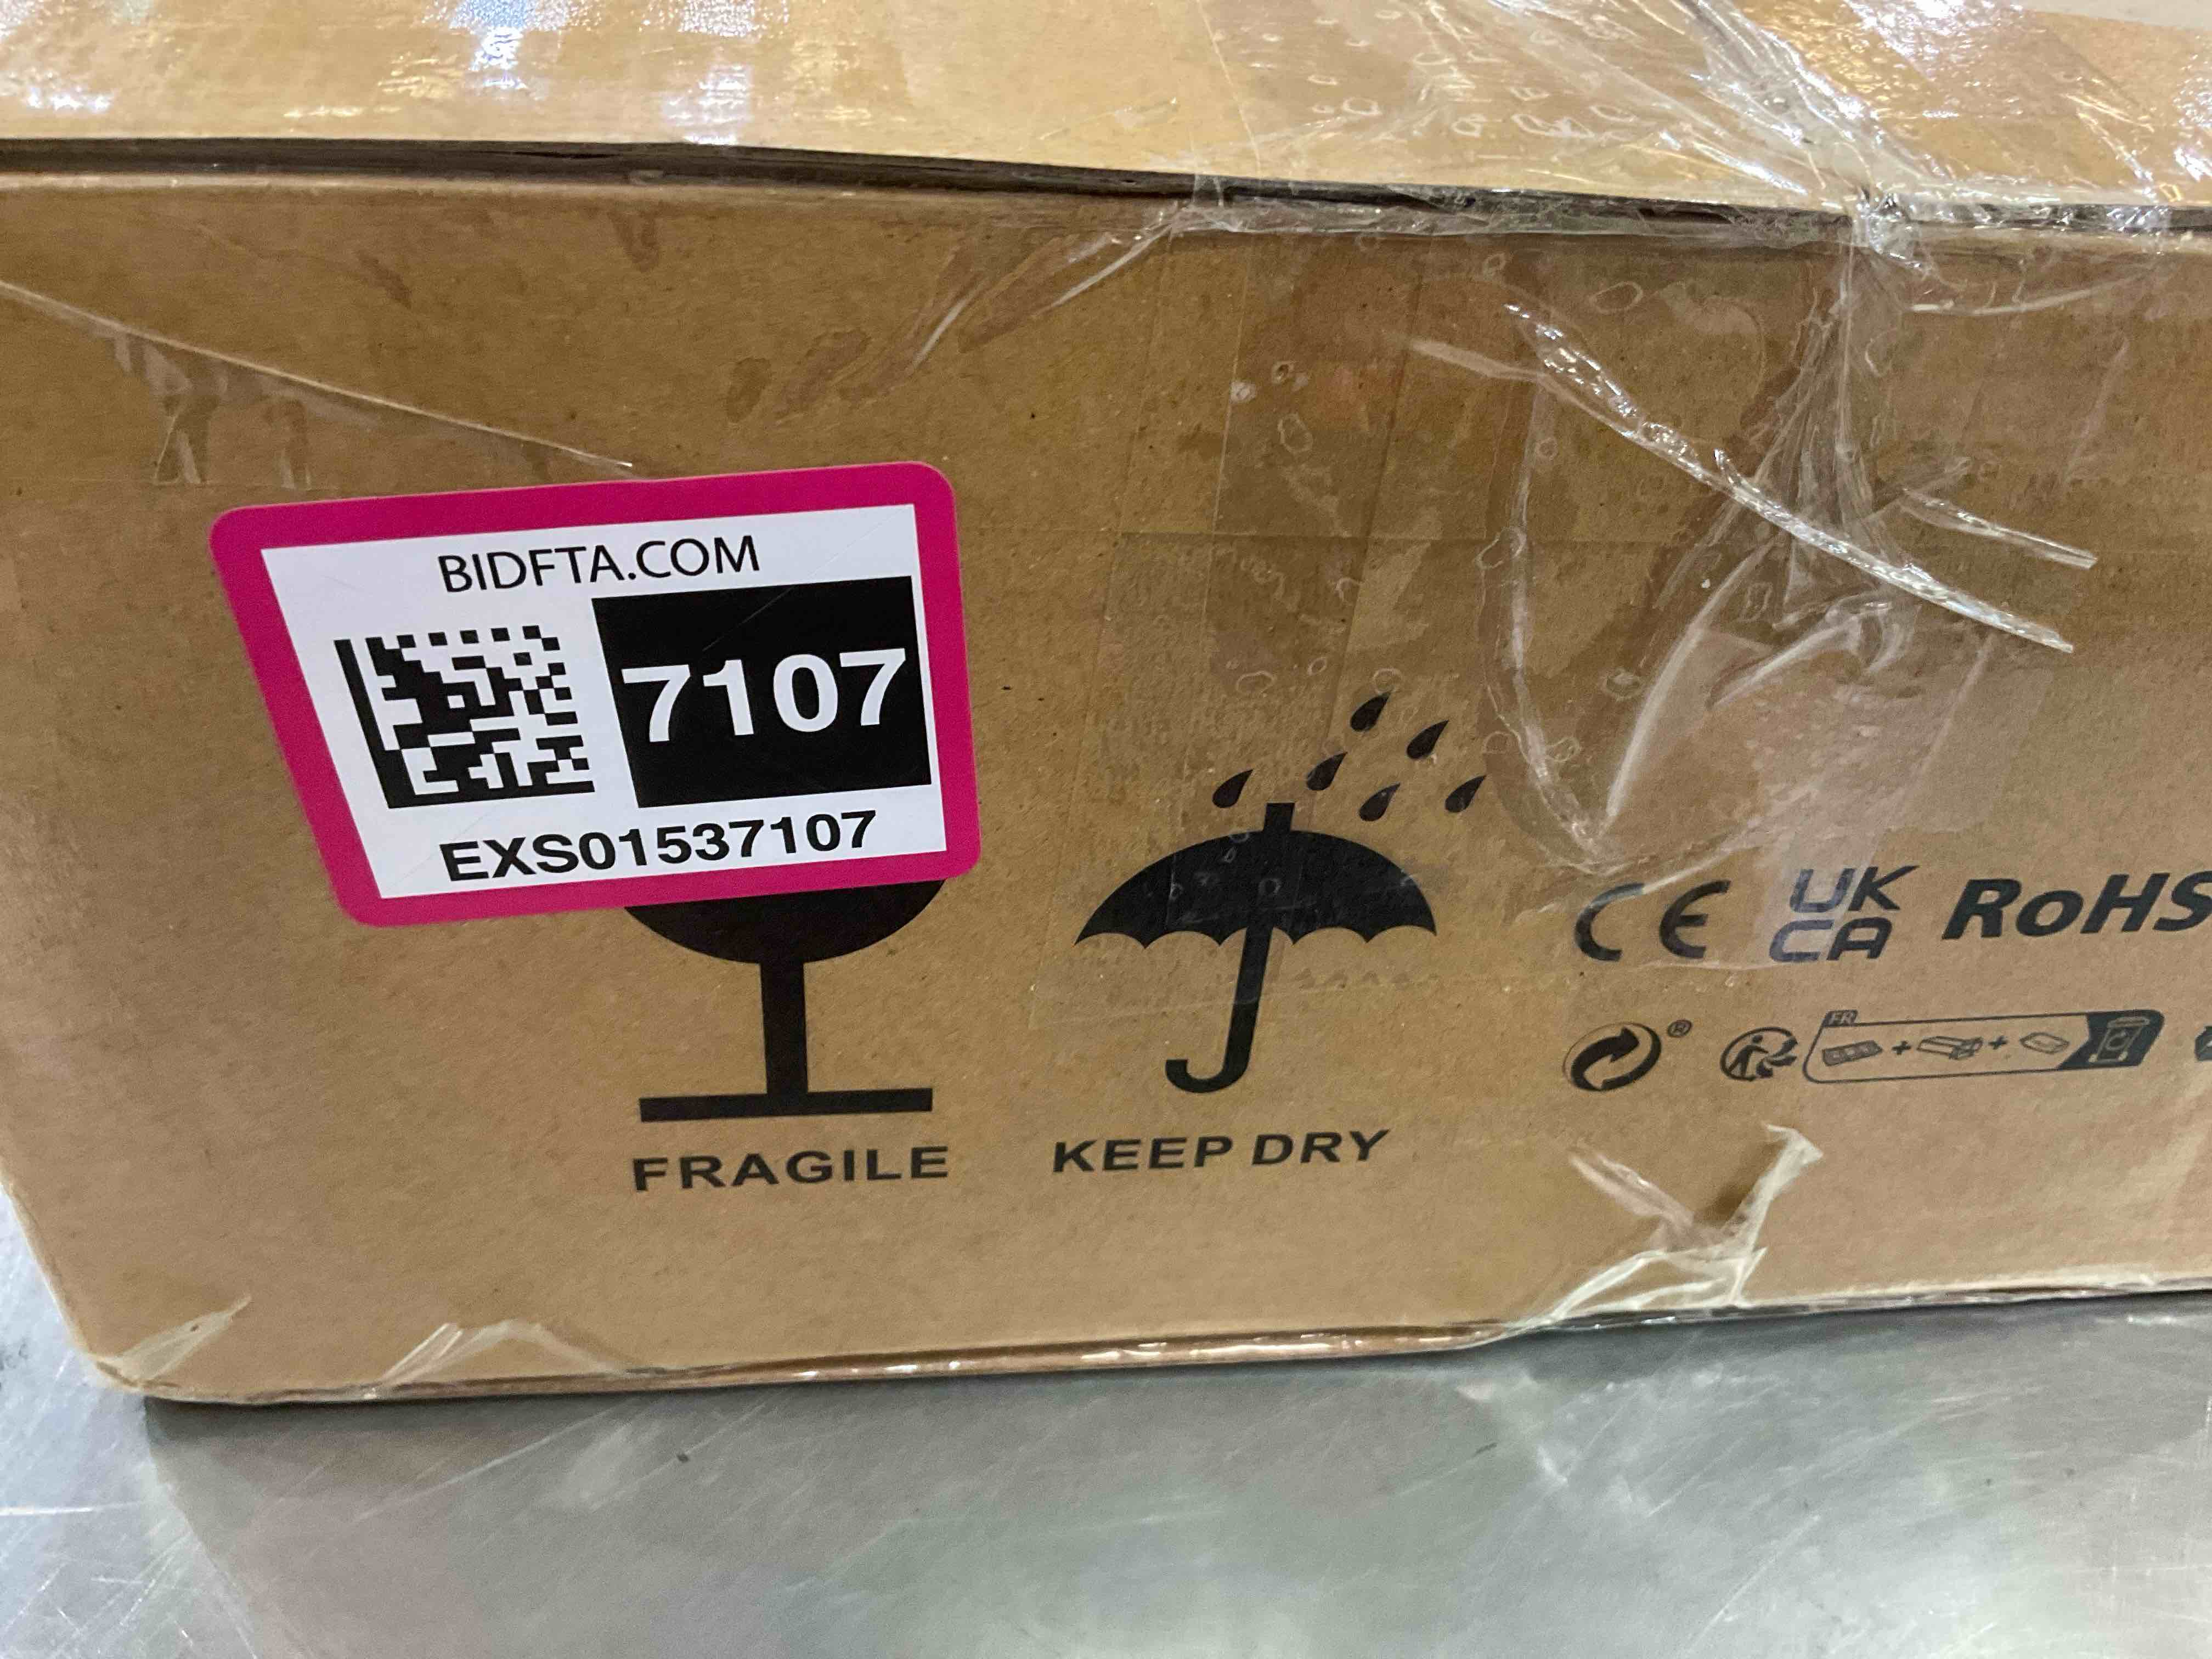 BIDFTA.COM
7107
EXS01537107
FRAGILE
KEEP DRY
CE UK CA RoHS
®
FR
+ +